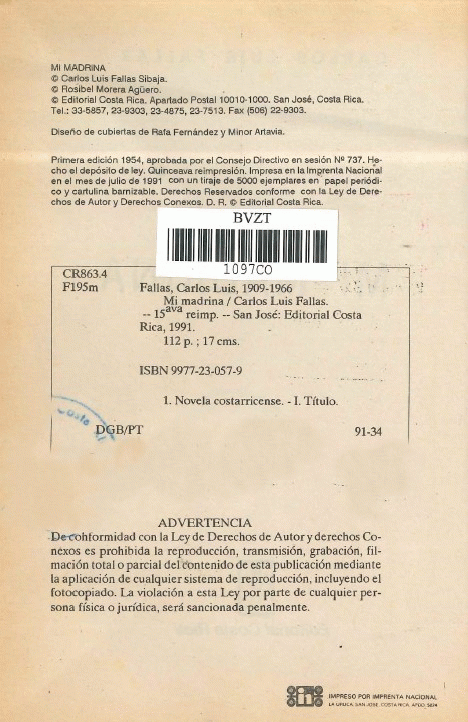 MI MADRINA
© Carlos Luis Fallas Sibaja.
© Rosibel Morera Agüero.
© Editorial Costa Rica. Apartado Postal 10010-1000. San José, Costa Rica.
Tel.: 33-5857, 23-9303, 23-4875, 23-7513. Fax (506) 22-9303.
Diseño de cubiertas de Rafa Fernández y Minor Artavia.
Primera edición 1954, aprobada por el Consejo Directivo en sesión Nº 737. He-
cho el depósito de ley. Quinceava reimpresión. Impresa en la Imprenta Nacional
en el mes de julio de 1991 con un tiraje de 5000 ejemplares en papel periódi-
co y cartulina barnizable. Derechos Reservados conforme con la Ley de Dere-
chos de Autor y Derechos Conexos. D. R. © Editorial Costa Rica.
BVZT
1097CO
CR863.4
F195m Fallas, Carlos Luis, 1909-1966
Mi madrina / Carlos Luis Fallas.
-- 15ava reimp. -- San José: Editorial Costa
Rica, 1991.
112 p. ; 17 cms.
ISBN 9977-23-057-9
1. Novela costarricense. - I. Título.
DGB/PT 91-34
ADVERTENCIA
De conformidad con la Ley de Derechos de Autor y derechos Co-
nexos es prohibida la reproducción, transmisión, grabación, fil-
mación total o parcial del contenido de esta publicación mediante
la aplicación de cualquier sistema de reproducción, incluyendo el
fotocopiado. La violación a esta Ley por parte de cualquier per-
sona física o jurídica, será sancionada penalmente.
IMPRESO POR IMPRENTA NACIONAL
LA URUCA, SAN JOSE, COSTA RICA, APDO. 5024